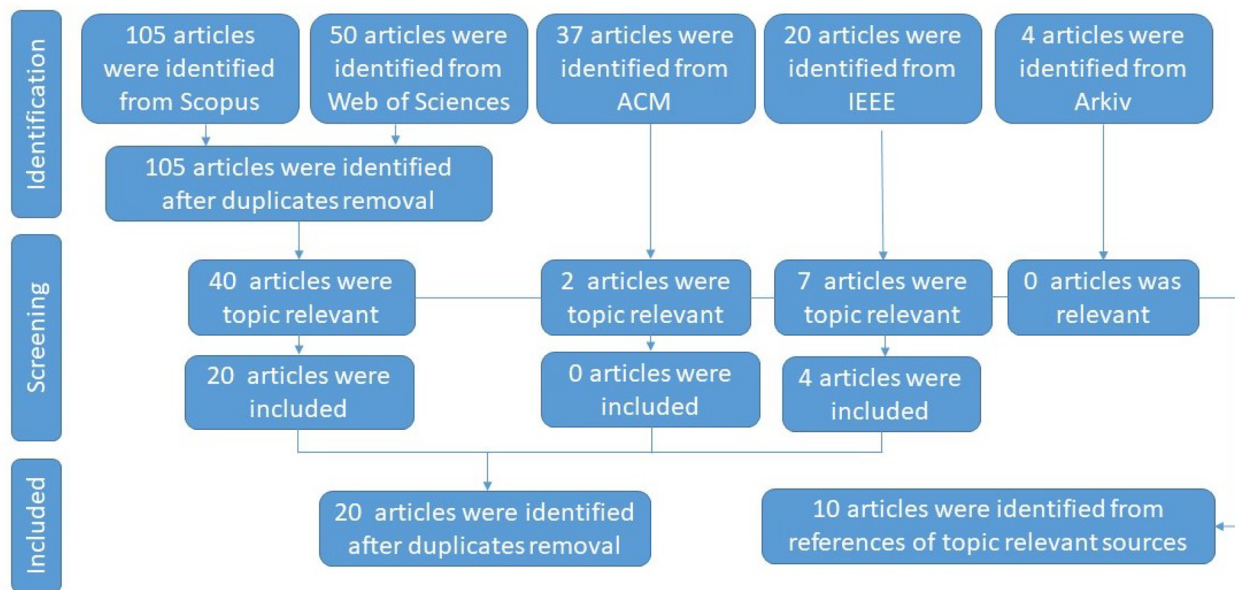 Identification
105 articles
were identified
from Scopus
50 articles were
identified from
Web of Sciences
37 articles were
identified from
ACM
20 articles were
identified from
IEEE
4 articles were
identified from
Arkiv
105 articles were identified
after duplicates removal
Screening
40 articles were
topic relevant
2 articles were
topic relevant
7 articles were
topic relevant
0 articles was
relevant
20 articles were
included
0 articles were
included
4 articles were
included
Included
20 articles were identified
after duplicates removal
10 articles were identified from
references of topic relevant sources